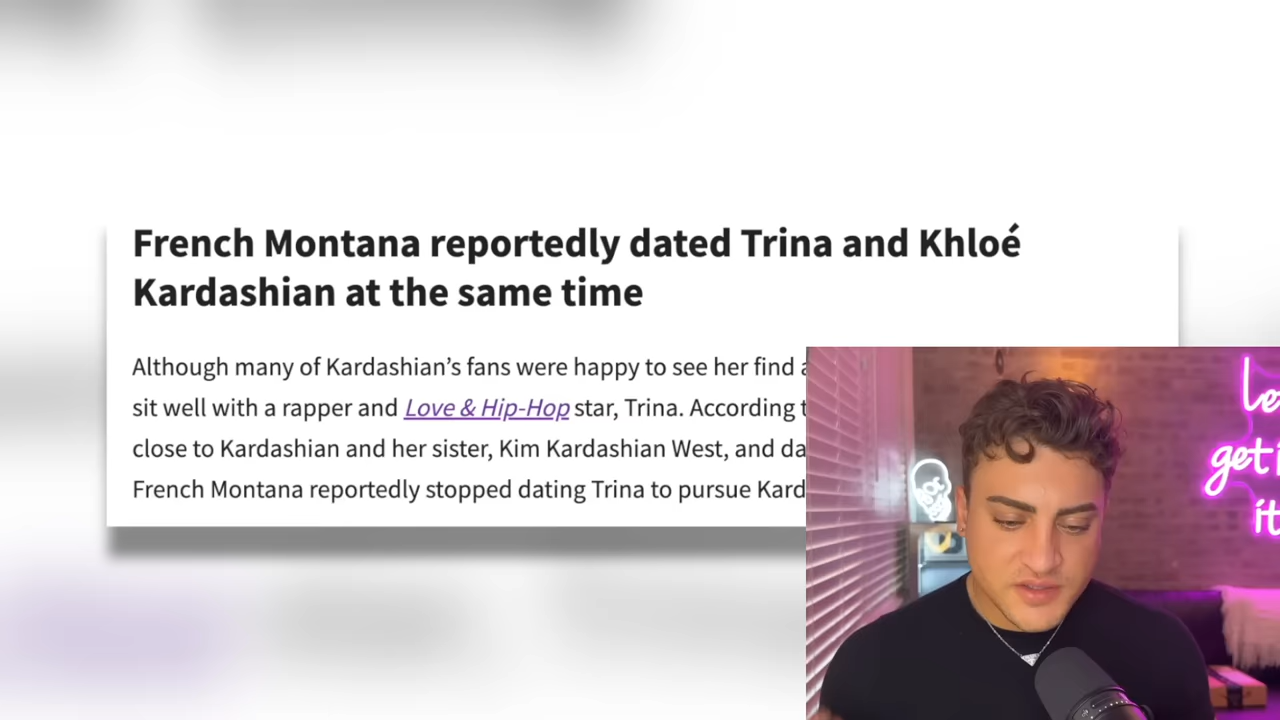 French Montana reportedly dated Trina and Khloé
Kardashian at the same time
Although many of Kardashian’s fans were happy to see her find
sit well with a rapper and Love & Hip-Hop star, Trina. According
close to Kardashian and her sister, Kim Kardashian West, and
French Montana reportedly stopped dating Trina to pursue
get